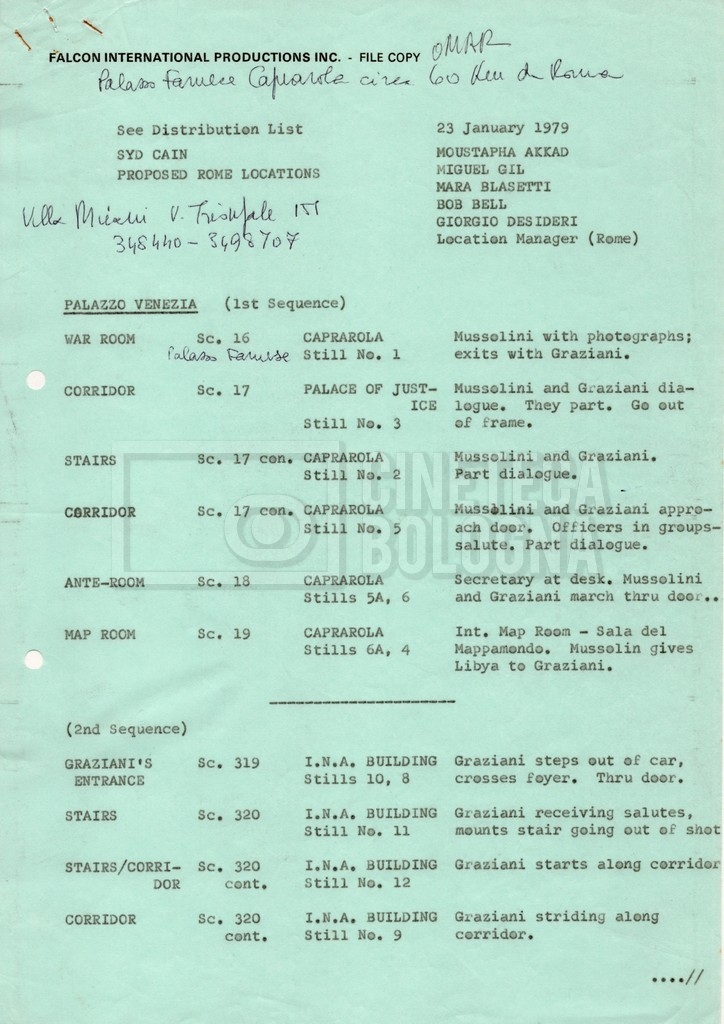 OMAR
FALCON INTERNATIONAL PRODUCTIONS INC. - FILE COPY
Palazzo Farnese Caprarola circa 60 Km da Roma
See Distribution List 23 January 1979
SYD CAIN MOUSTAPHA AKKAD
PROPOSED ROME LOCATIONS MIGUEL GIL
MARA BLASETTI
BOB BELL
GIORGIO DESIDERI
Location Manager (Rome)
Villa V. Trionfale 151
348440 - 3498707
PALAZZO VENEZIA (1st Sequence)
WAR ROOM Sc. 16 CAPRAROLA Mussolini with photographs;
Palazzo Farnese Still No. 1 exits with Graziani.
CORRIDOR Sc. 17 PALACE OF JUST- Mussolini and Graziani dia-
ICE logue. They part. Go out
Still No. 3 of frame.
STAIRS Sc. 17 con. CAPRAROLA Mussolini and Graziani.
Still No. 2 Part dialogue.
CORRIDOR Sc. 17 con. CAPRAROLA Mussolini and Graziani appro-
Still No. 5 ach door. Officers in groups-
salute. Part dialogue.
CINETECA
BOLOGNA
ANTE-ROOM Sc. 18 CAPRAROLA Secretary at desk. Mussolini
Stills 5A, 6 and Graziani march thru door..
MAP ROOM Sc. 19 CAPRAROLA Int. Map Room - Sala del
Stills 6A, 4 Mappamondo. Mussolin gives
Libya to Graziani.
(2nd Sequence)
GRAZIANI'S Sc. 319 I.N.A. BUILDING Graziani steps out of car,
ENTRANCE Stills 10, 8 crosses foyer. Thru door.
STAIRS Sc. 320 I.N.A. BUILDING Graziani receiving salutes,
Still No. 11 mounts stair going out of shot
STAIRS/CORRI- Sc. 320 I.N.A. BUILDING Graziani starts along corridor
DOR cont. Still No. 12
CORRIDOR Sc. 320 I.N.A. BUILDING Graziani striding along
cont. Still No. 9 corridor.
....//